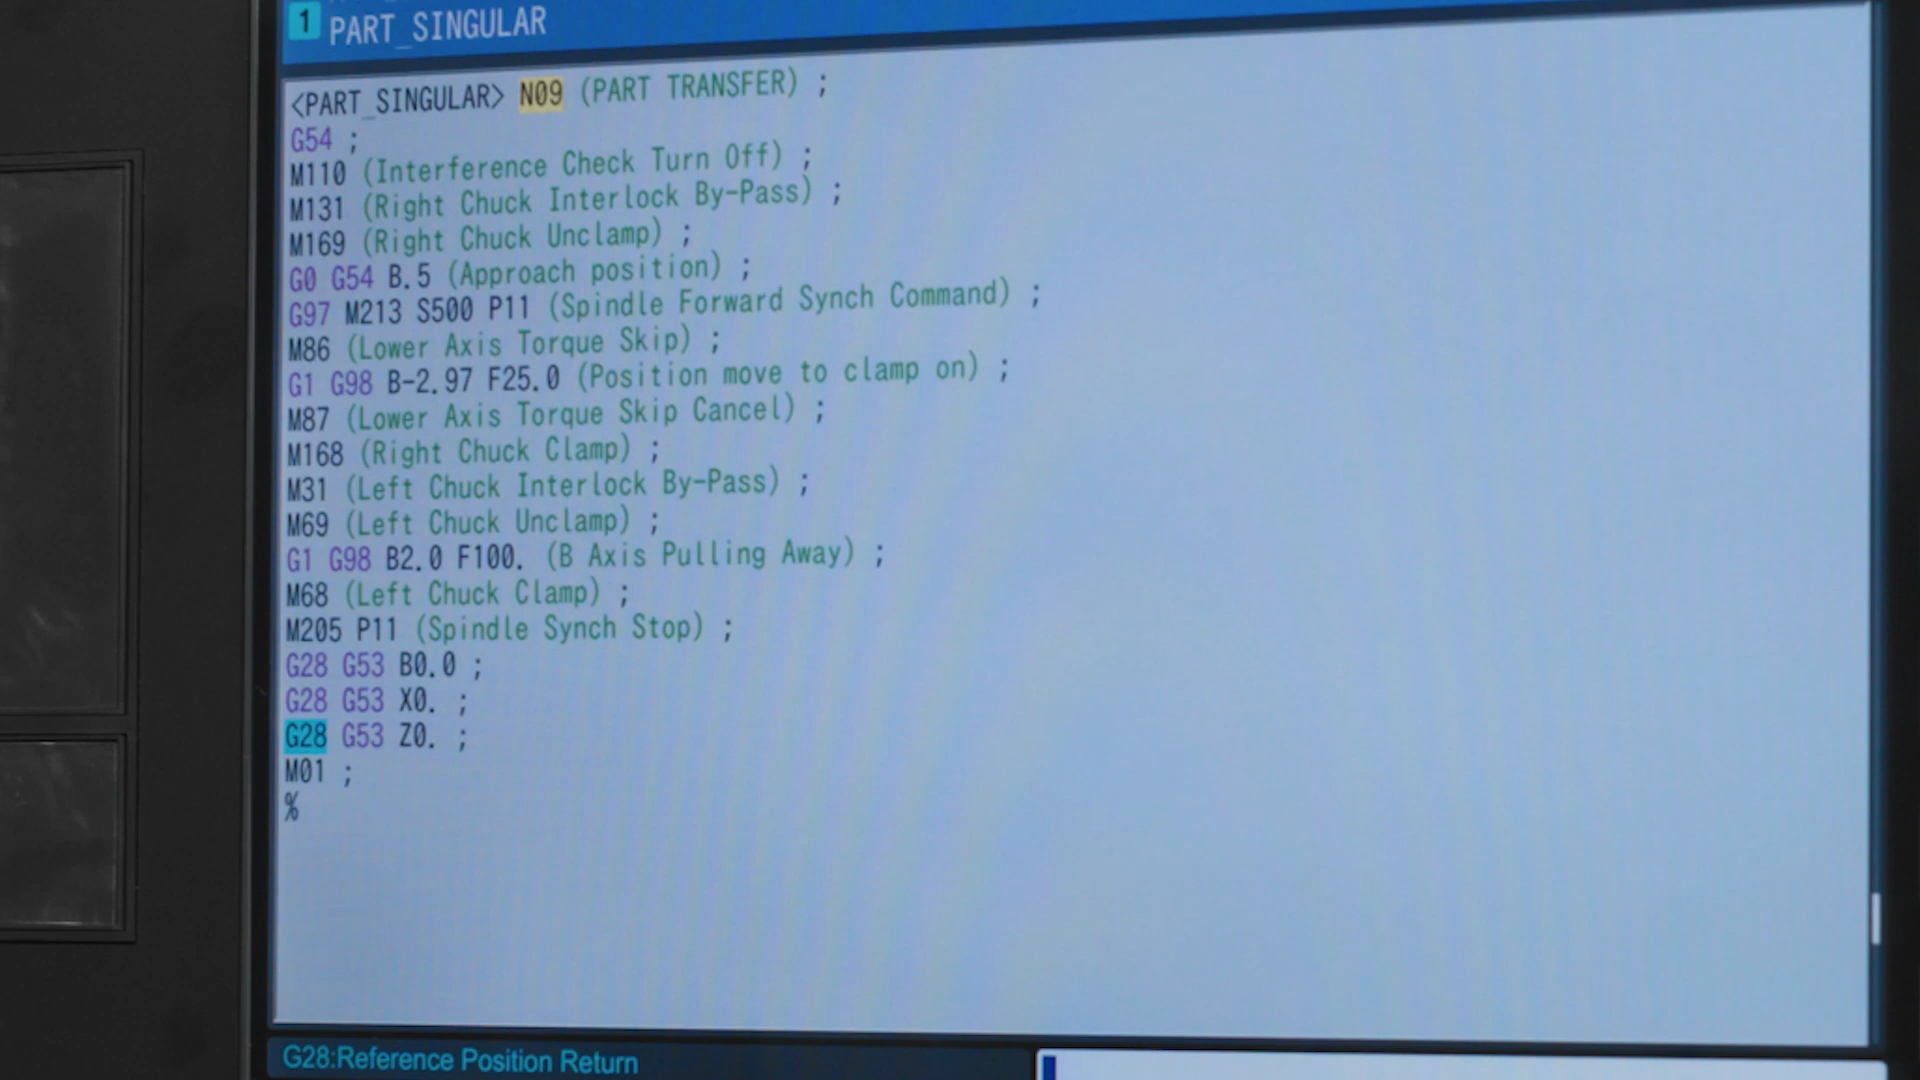 1 PART_SINGULAR
<PART_SINGULAR> N09 (PART TRANSFER) ;
G54 ;
M110 (Interference Check Turn Off) ;
M131 (Right Chuck Interlock By-Pass) ;
M169 (Right Chuck Unclamp) ;
G0 G54 B.5 (Approach position) ;
G97 M213 S500 P11 (Spindle Forward Synch Command) ;
M86 (Lower Axis Torque Skip) ;
G1 G98 B-2.97 F25.0 (Position move to clamp on) ;
M87 (Lower Axis Torque Skip Cancel) ;
M168 (Right Chuck Clamp) ;
M31 (Left Chuck Interlock By-Pass) ;
M69 (Left Chuck Unclamp) ;
G1 G98 B2.0 F100. (B Axis Pulling Away) ;
M68 (Left Chuck Clamp) ;
M205 P11 (Spindle Synch Stop) ;
G28 G53 B0.0 ;
G28 G53 X0. ;
G28 G53 Z0. ;
M01 ;
%
G28:Reference Position Return